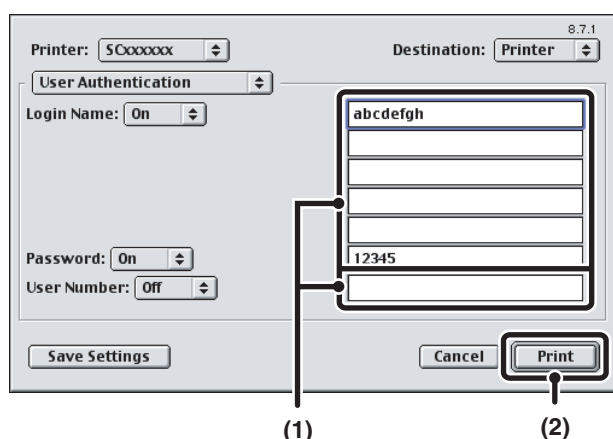 8.7.1
Printer: SCxxxxxx Destination: Printer
User Authentication
Login Name: On abcdefgh
Password: On 12345
User Number: Off
Save Settings Cancel Print
(1) (2)